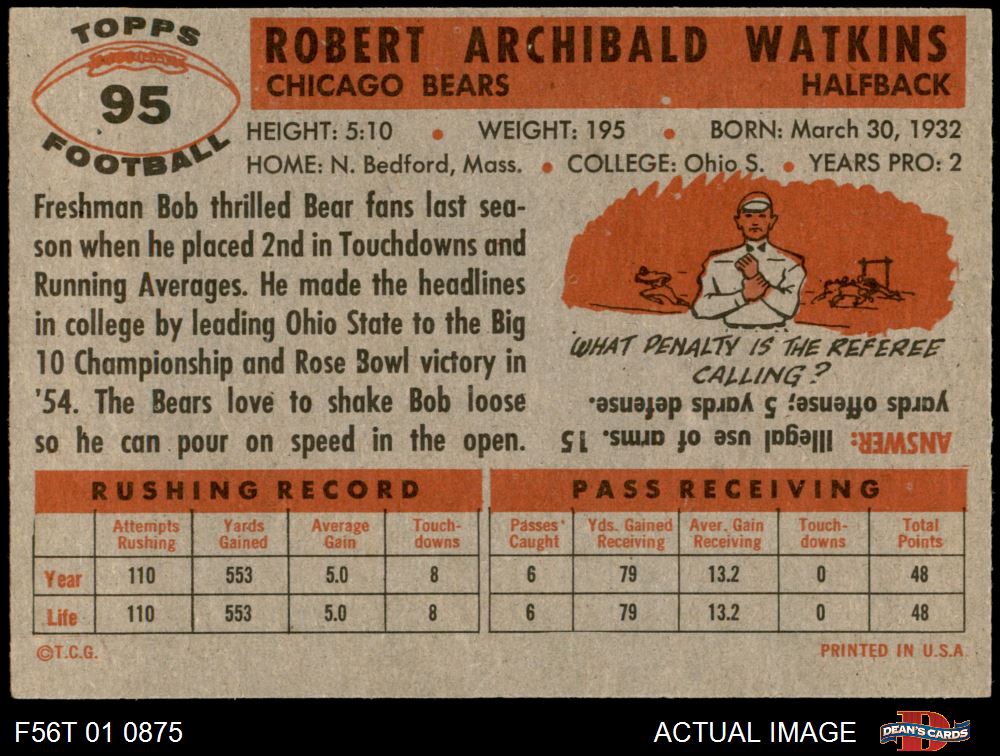 TOPPS
95
FOOTBALL
ROBERT ARCHIBALD WATKINS
CHICAGO BEARS HALFBACK
HEIGHT: 5:10 • WEIGHT: 195 • BORN: March 30, 1932
HOME: N. Bedford, Mass. • COLLEGE: Ohio S. • YEARS PRO: 2
Freshman Bob thrilled Bear fans last sea-
son when he placed 2nd in Touchdowns and
Running Averages. He made the headlines
in college by leading Ohio State to the Big
10 Championship and Rose Bowl victory in
'54. The Bears love to shake Bob loose
so he can pour on speed in the open.
WHAT PENALTY IS THE REFEREE
CALLING?
ANSWER: Illegal use of arms. 15
yards offense; 5 yards defense.
RUSHING RECORD
Attempts Rushing Yards Gained Average Gain Touch-downs
Year 110 553 5.0 8
Life 110 553 5.0 8
PASS RECEIVING
Passes Caught Yds. Gained Receiving Aver. Gain Receiving Touch-downs Total Points
6 79 13.2 0 48
6 79 13.2 0 48
©T.C.G. PRINTED IN U.S.A.
F56T 01 0875 ACTUAL IMAGE DEAN'S CARDS